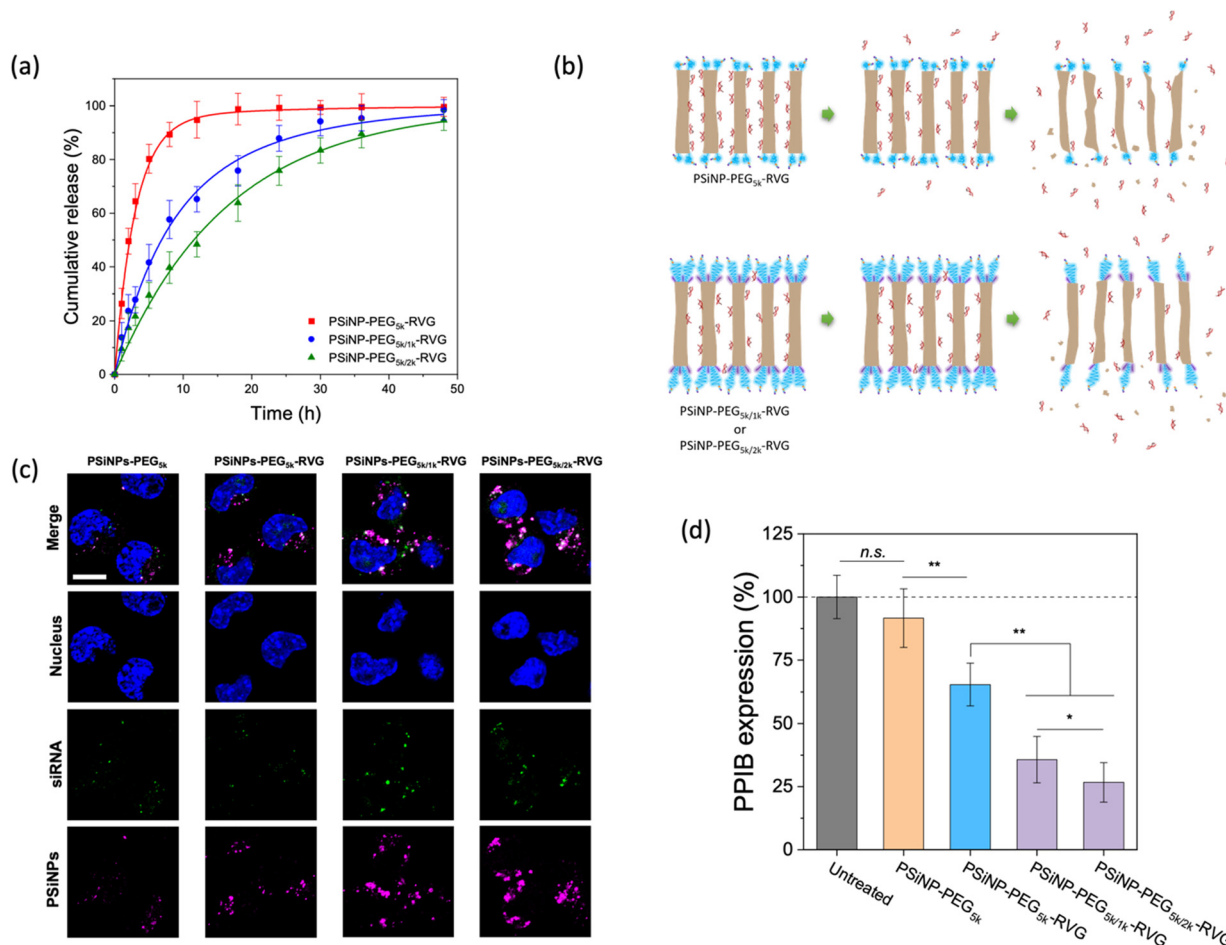 (a)
Cumulative release (%)
100
80
60
40
20
0
PSiNP-PEG5k-RVG
PSiNP-PEG5k/1k-RVG
PSiNP-PEG5k/2k-RVG
0 10 20 30 40 50
Time (h)
(b)
PSiNP-PEG5k-RVG
PSiNP-PEG5k/1k-RVG
or
PSiNP-PEG5k/2k-RVG
(c)
PSiNPs-PEG5k PSiNPs-PEG5k-RVG PSiNPs-PEG5k/1k-RVG PSiNPs-PEG5k/2k-RVG
Merge
Nucleus
siRNA
PSiNPs
(d)
PPIB expression (%)
125
100
75
50
25
0
n.s.
**
**
*
Untreated
PSiNP-PEG5k
PSiNP-PEG5k-RVG
PSiNP-PEG5k/1k-RVG
PSiNP-PEG5k/2k-RVG